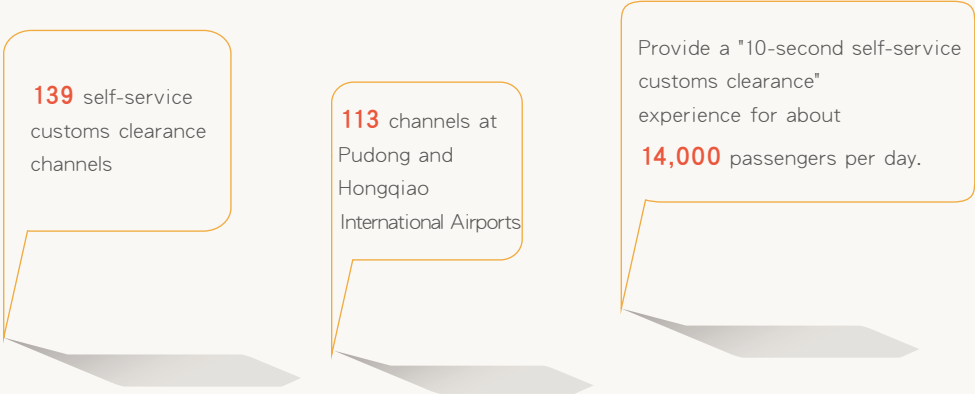 139 self-service
customs clearance
channels
113 channels at
Pudong and
Hongqiao
International Airports
Provide a "10-second self-service
customs clearance"
experience for about
14,000 passengers per day.